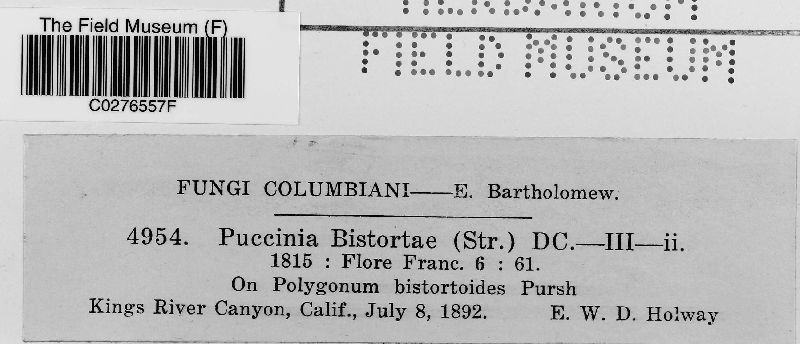 HERBARIUM
The Field Museum (F)
FIELD MUSEUM
C0276557F
FUNGI COLUMBIANI——E. Bartholomew.
4954. Puccinia Bistortae (Str.) DC.—III—ii.
1815 : Flore Franc. 6 : 61.
On Polygonum bistortoides Pursh
Kings River Canyon, Calif., July 8, 1892. E. W. D. Holway